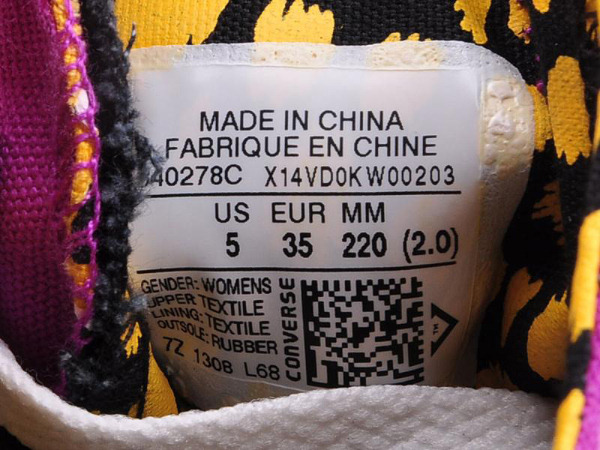 MADE IN CHINA
FABRIQUE EN CHINE
40278C X14VD0KW00203
US EUR MM
5 35 220 (2.0)
GENDER: WOMENS
UPPER TEXTILE
LINING: TEXTILE
OUTSOLE: RUBBER
7Z 1308 L68
CONVERSE
TM